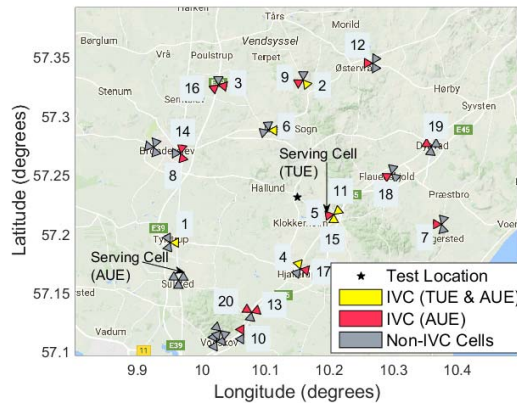 57.35
57.3
57.25
57.2
57.15
57.1
Latitude (degrees)
9.9
10
10.1
10.2
10.3
10.4
Longitude (degrees)
Tårs
Børglum
Vrå
Poulstrup
Vendsyssel
Terpet
Morild
12
Østervrå
16
3
9
2
Hørby
Stenum
Syvsten
14
6
Sogn
19
E45
Serving Cell
(TUE)
8
Hallund
11
18
Præstbro
5
Klokkerholm
15
7
1
E39
Serving Cell
(AUE)
4
17
20
13
10
Vadum
11
E39
Test Location
IVC (TUE & AUE)
IVC (AUE)
Non-IVC Cells